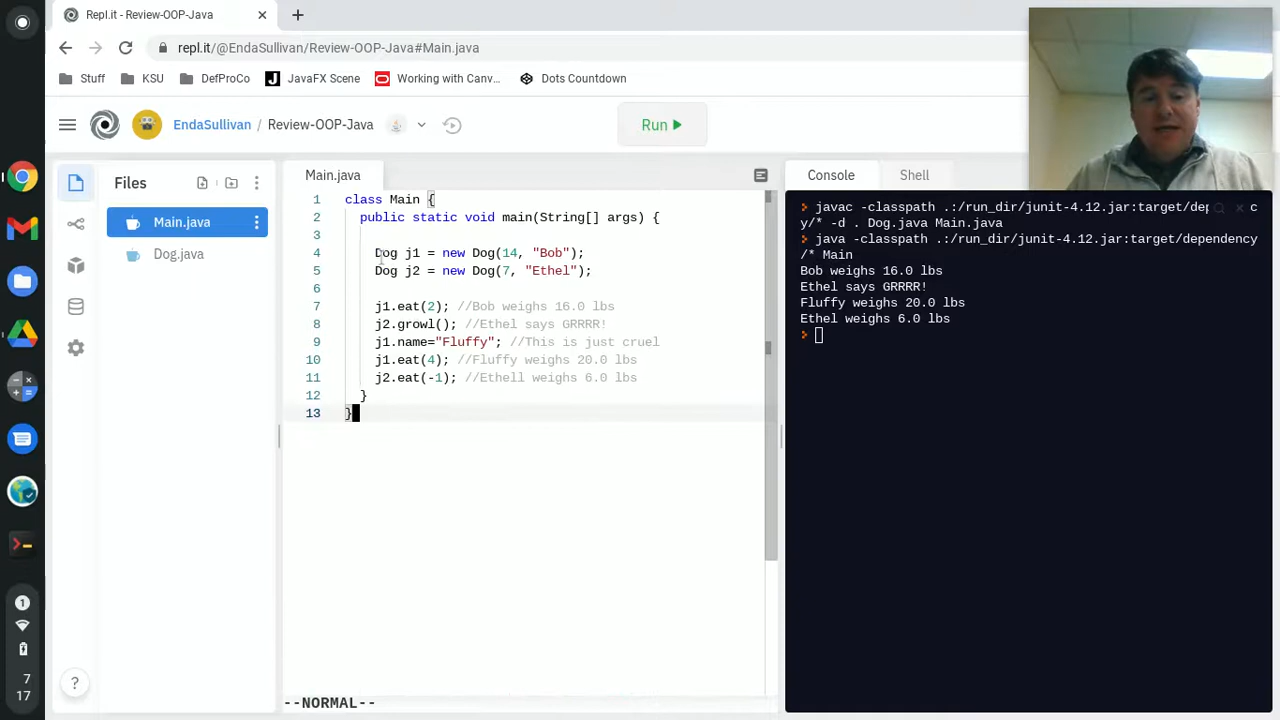 Repl.it - Review-OOP-Java
repl.it/@EndaSullivan/Review-OOP-Java#Main.java
Stuff KSU DefProCo JavaFX Scene Working with Canv... Dots Countdown
EndaSullivan / Review-OOP-Java
Run
Files
Main.java
Dog.java
Main.java
1 class Main {
2 public static void main(String[] args) {
3
4 Dog j1 = new Dog(14, "Bob");
5 Dog j2 = new Dog(7, "Ethel");
6
7 j1.eat(2); //Bob weighs 16.0 lbs
8 j2.growl(); //Ethel says GRRRR!
9 j1.name="Fluffy"; //This is just cruel
10 j1.eat(4); //Fluffy weighs 20.0 lbs
11 j2.eat(-1); //Ethell weighs 6.0 lbs
12 }
13 }
--NORMAL--
Console Shell
javac -classpath .:/run_dir/junit-4.12.jar:target/dep c
y/* -d . Dog.java Main.java
java -classpath .:/run_dir/junit-4.12.jar:target/dependency
/* Main
Bob weighs 16.0 lbs
Ethel says GRRRR!
Fluffy weighs 20.0 lbs
Ethel weighs 6.0 lbs
1
7
17
?